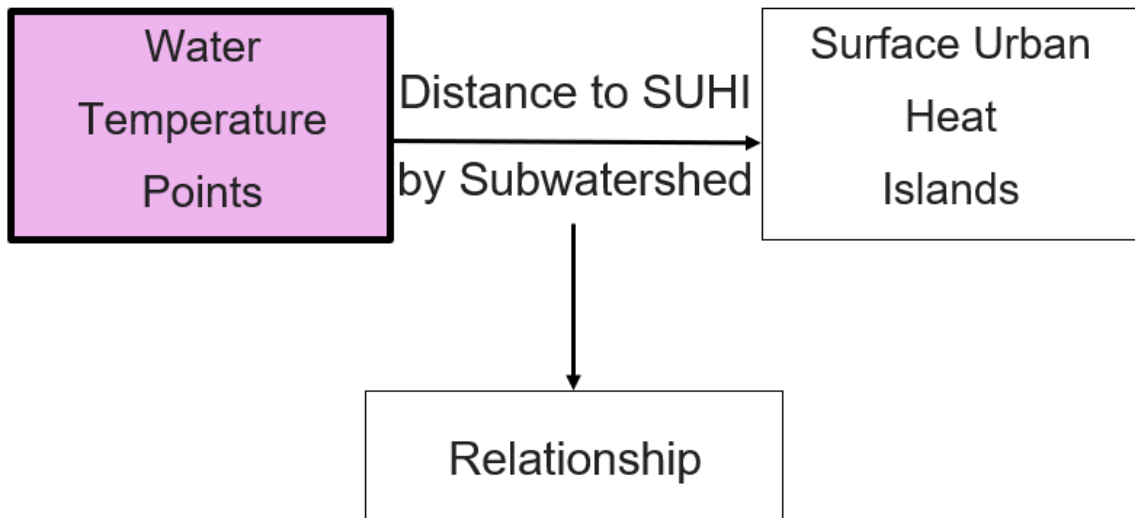 Water
Temperature
Points
Distance to SUHI
by Subwatershed
Surface Urban
Heat
Islands
Relationship